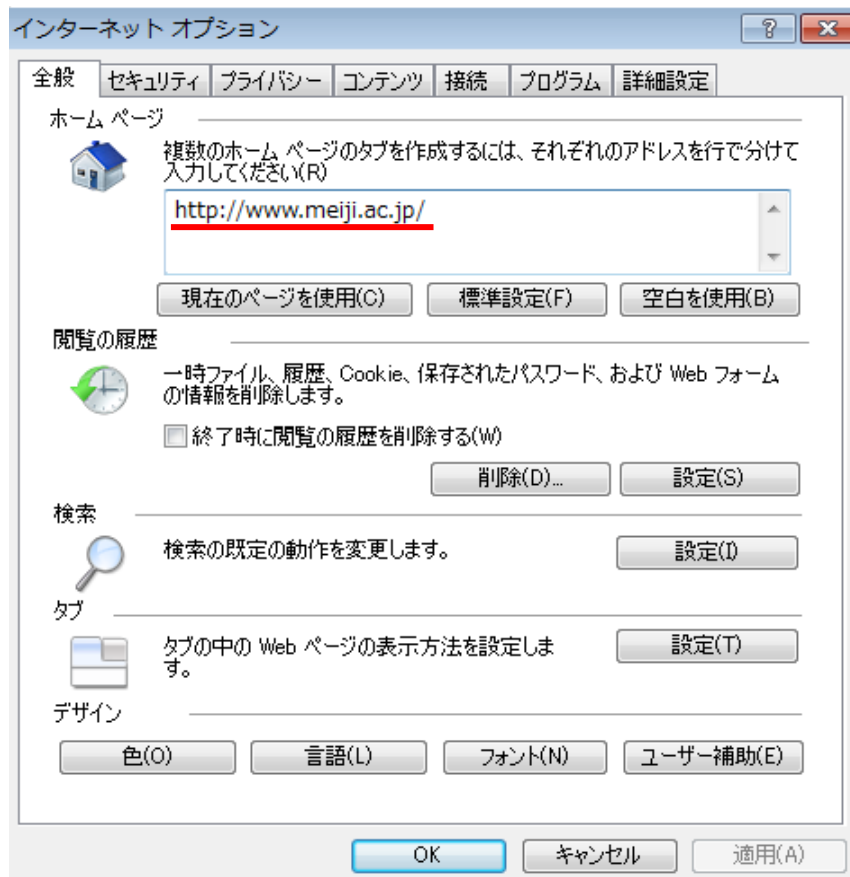 インターネット オプション
全般 セキュリティ プライバシー コンテンツ 接続 プログラム 詳細設定
ホーム ページ
複数のホーム ページのタブを作成するには、それぞれのアドレスを行で分けて
入力してください(R)
http://www.meiji.ac.jp/
現在のページを使用(C) 標準設定(F) 空白を使用(B)
閲覧の履歴
一時ファイル、履歴、Cookie、保存されたパスワード、および Web フォーム
の情報を削除します。
終了時に閲覧の履歴を削除する(W)
削除(D)... 設定(S)
検索
検索の既定の動作を変更します。 設定(I)
タブ
タブの中の Web ページの表示方法を設定しま
す。
設定(T)
デザイン
色(O) 言語(L) フォント(N) ユーザー補助(E)
OK キャンセル 適用(A)